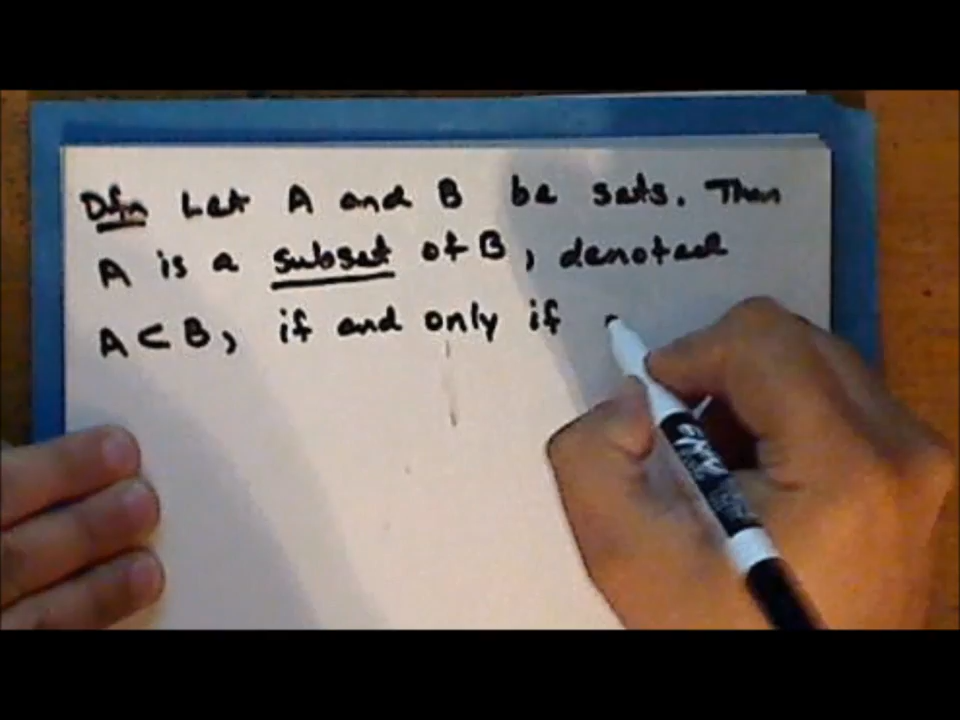 Dfn Let A and B be sets. Then
A is a subset of B, denoted
A ⊂ B, if and only if